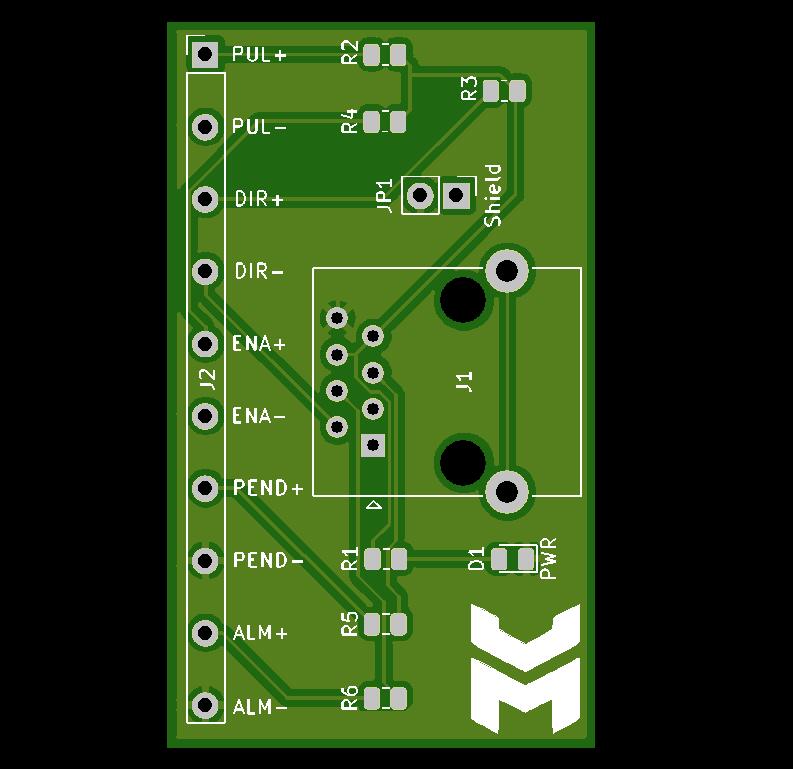 PUL+
R2
R3
PUL-
R4
DIR+
JP1
Shield
DIR-
ENA+
J2
J1
ENA-
PEND+
PEND-
R1
D1
PWR
ALM+
R5
ALM-
R6